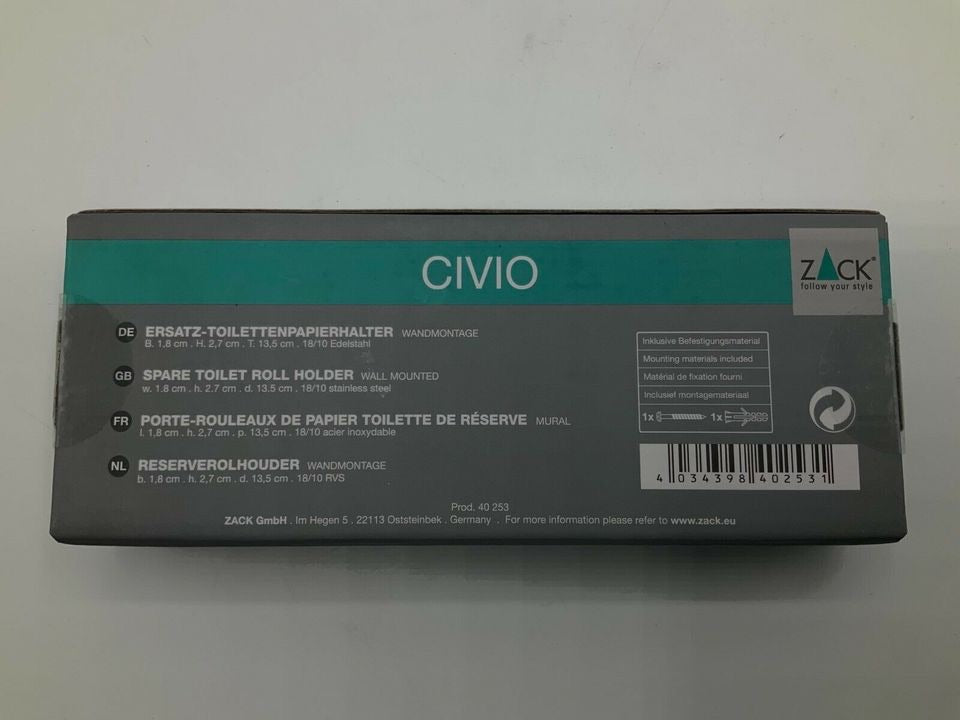 CIVIO
ZACK®
follow your style
DE ERSATZ-TOILETTENPAPIERHALTER WANDMONTAGE
B. 1,8 cm . H. 2,7 cm . T. 13,5 cm . 18/10 Edelstahl
GB SPARE TOILET ROLL HOLDER WALL MOUNTED
w. 1.8 cm . h. 2.7 cm . d. 13.5 cm . 18/10 stainless steel
FR PORTE-ROULEAUX DE PAPIER TOILETTE DE RÉSERVE MURAL
l. 1,8 cm . h. 2,7 cm . p. 13,5 cm . 18/10 acier inoxydable
NL RESERVEROLHOUDER WANDMONTAGE
b. 1,8 cm . h. 2,7 cm . d. 13,5 cm . 18/10 RVS
Inklusive Befestigungsmaterial
Mounting materials included
Matérial de fixation fourni
Inclusief montagemateriaal
1x 1x
4 034398 402531
Prod. 40 253
ZACK GmbH . Im Hegen 5 . 22113 Oststeinbek . Germany . For more information please refer to www.zack.eu